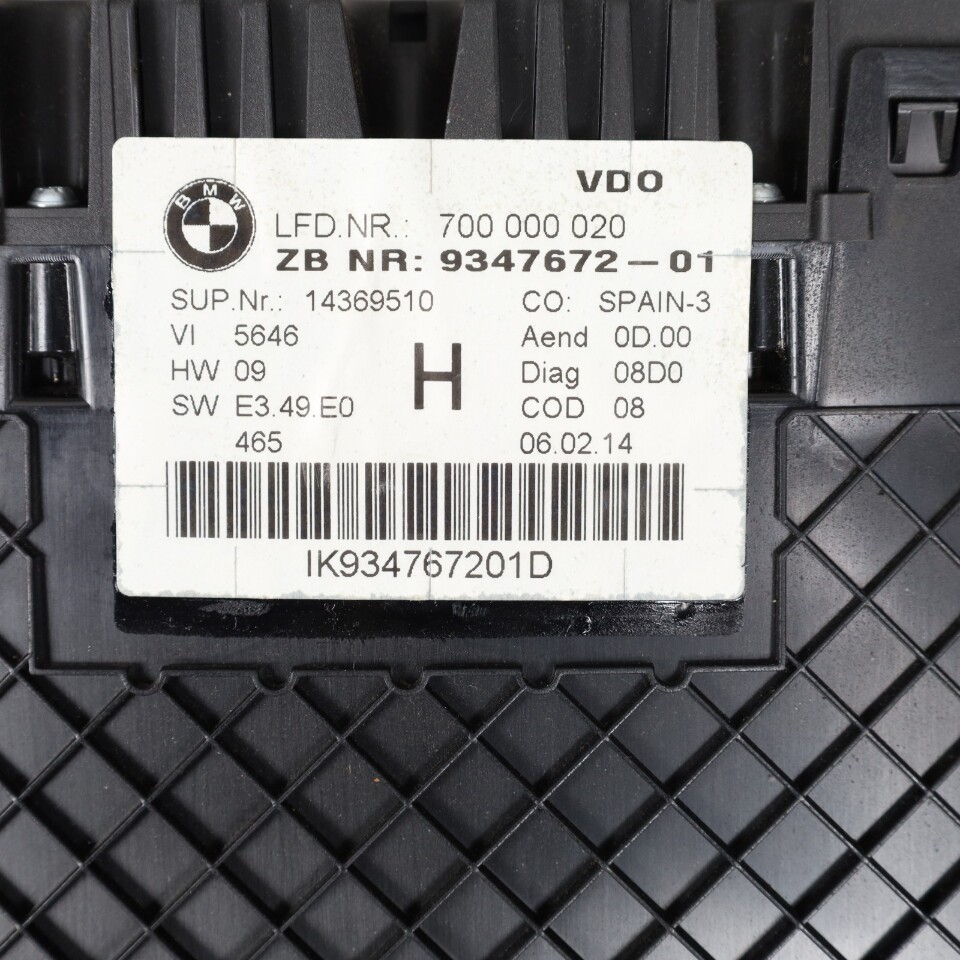 VDO
BMW
LFD.NR.: 700 000 020
ZB NR: 9347672-01
SUP.Nr.: 14369510 CO: SPAIN-3
VI 5646 Aend 0D.00
HW 09 H Diag 08D0
SW E3.49.E0 COD 08
465 06.02.14
IK934767201D